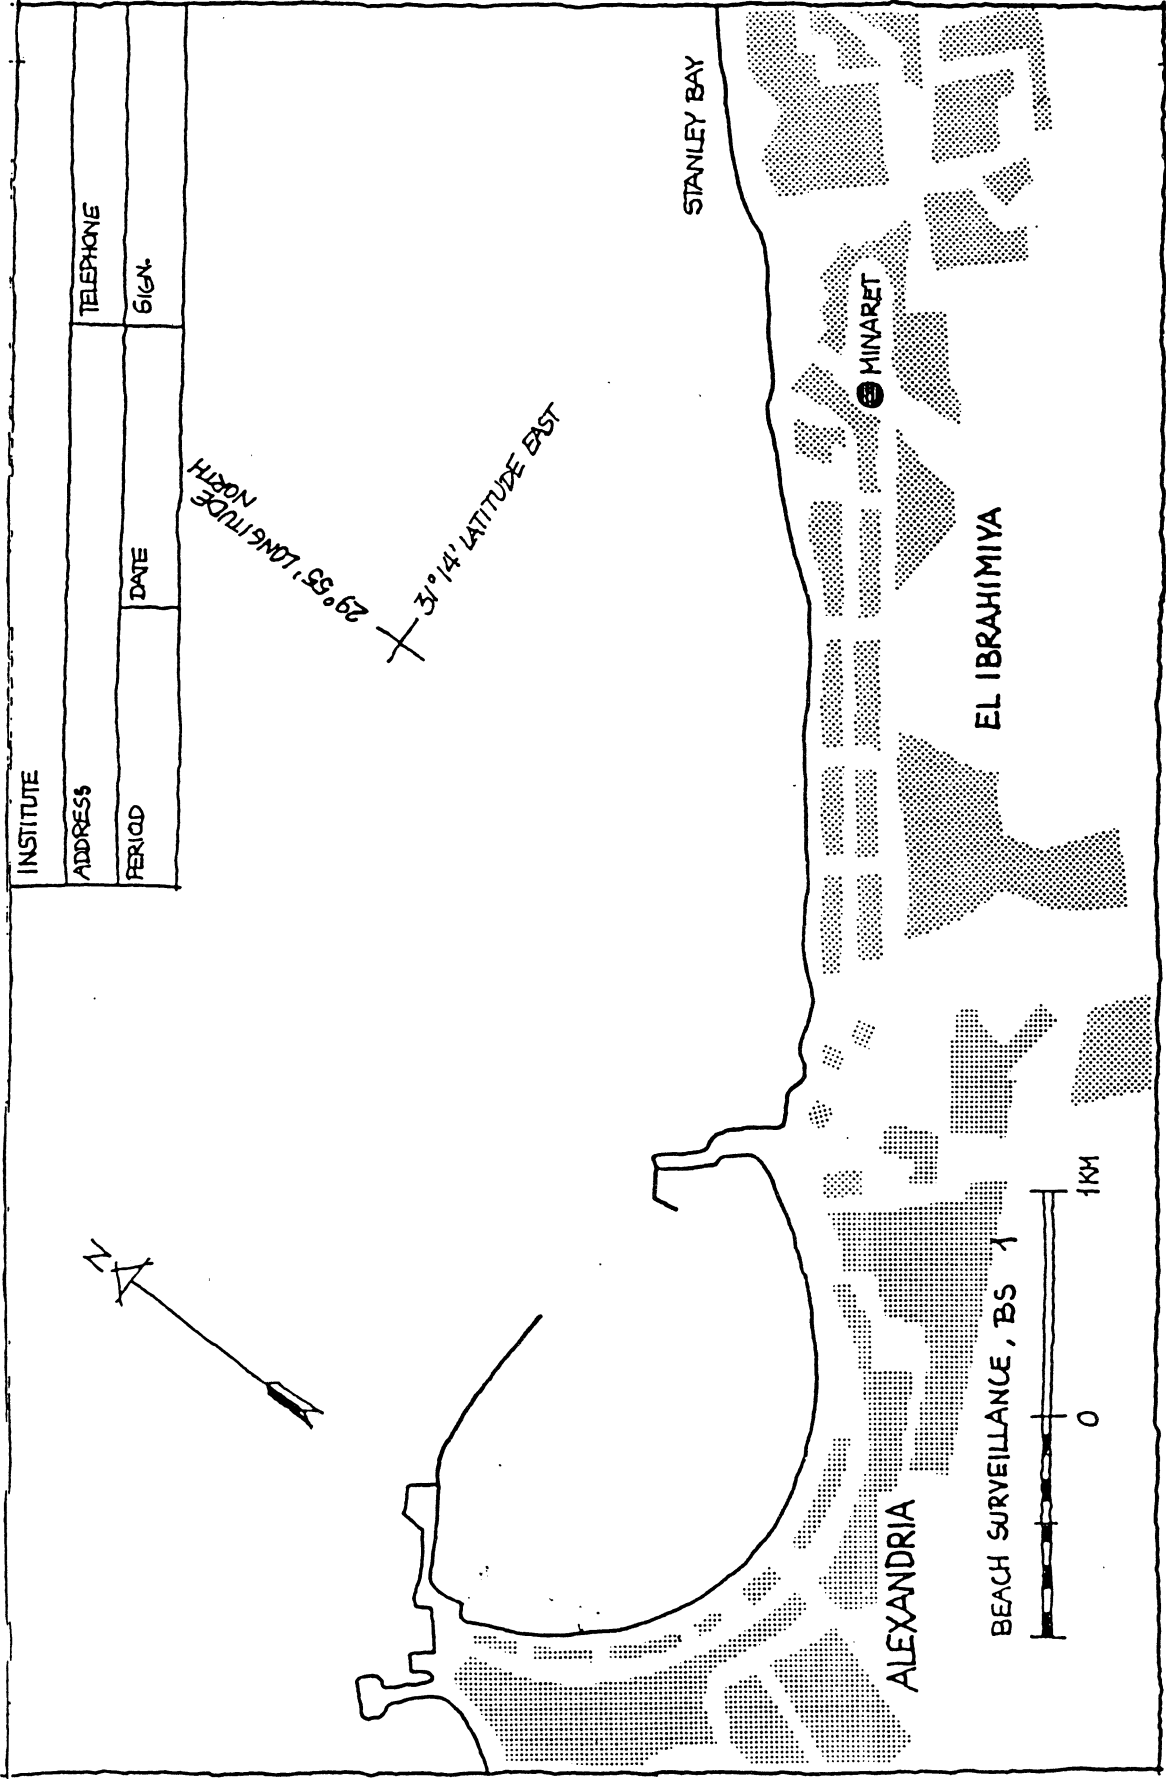 INSTITUTE
ADDRESS
TELEPHONE
PERIOD
DATE
SIGN.
N
29°55' LONGITUDE
NORTH
31°14' LATITUDE EAST
STANLEY BAY
MINARET
EL IBRAHIMIYA
ALEXANDRIA
BEACH SURVEILLANCE, BS 1
0
1KM